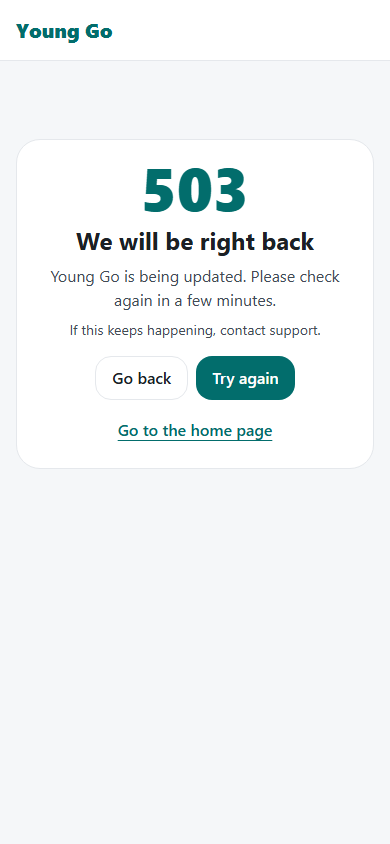 Young Go
503
We will be right back
Young Go is being updated. Please check
again in a few minutes.
If this keeps happening, contact support.
Go back
Try again
Go to the home page